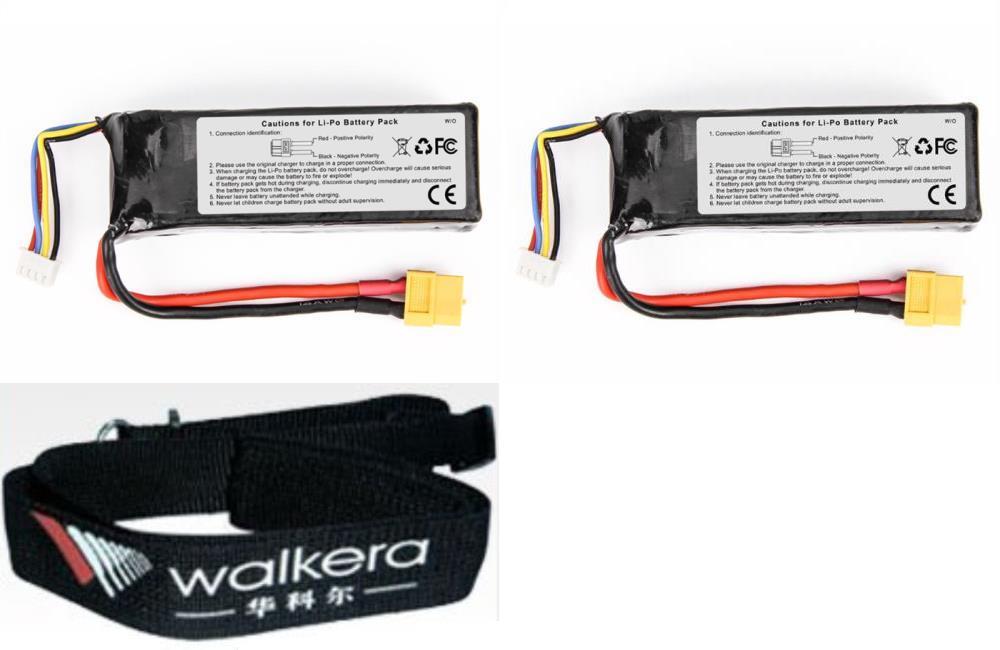 Cautions for Li-Po Battery Pack
W/O
1. Connection identification:
Red - Positive Polarity
Black - Negative Polarity
FC
2. Please use the original charger to charge in a proper connection.
3. When charging the Li-Po battery pack, do not overcharge! Overcharge will cause serious
damage or may cause the battery to fire or explode!
4. If battery pack gets hot during charging, discontinue charging immediately and disconnect
the battery pack from the charger.
5. Never leave battery unattended while charging.
6. Never let children charge battery pack without adult supervision.
CE
Cautions for Li-Po Battery Pack
W/O
1. Connection identification:
Red - Positive Polarity
Black - Negative Polarity
FC
2. Please use the original charger to charge in a proper connection.
3. When charging the Li-Po battery pack, do not overcharge! Overcharge will cause serious
damage or may cause the battery to fire or explode!
4. If battery pack gets hot during charging, discontinue charging immediately and disconnect
the battery pack from the charger.
5. Never leave battery unattended while charging.
6. Never let children charge battery pack without adult supervision.
CE
walkera
华科尔